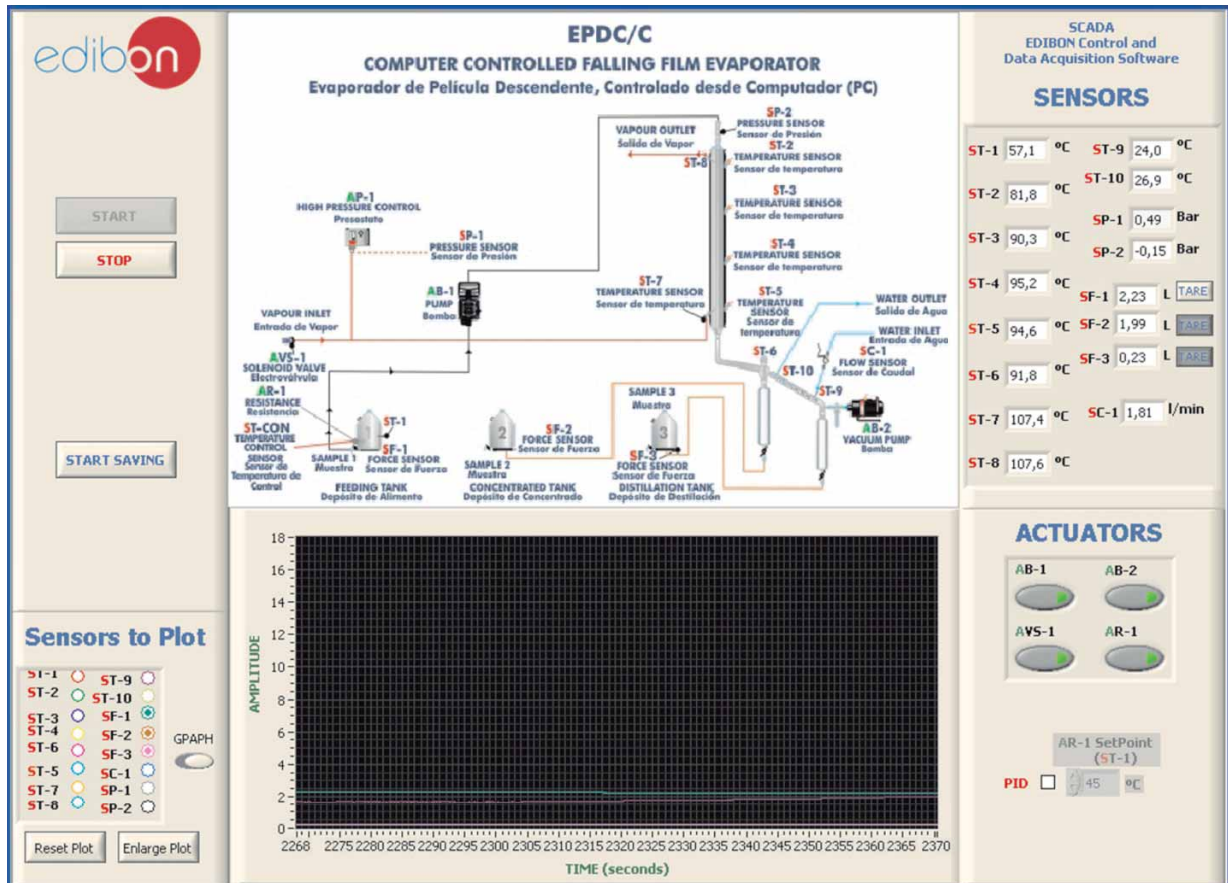 edibon
START
STOP
START SAVING
EPDC/C
COMPUTER CONTROLLED FALLING FILM EVAPORATOR
Evaporador de Película Descendente, Controlado desde Computador (PC)
SP-2
PRESSURE SENSOR
Sensor de Presión
VAPOUR OUTLET
Salida de Vapor
ST-2
TEMPERATURE SENSOR
Sensor de temperatura
ST-8
AP-1
HIGH PRESSURE CONTROL
Presostato
ST-3
TEMPERATURE SENSOR
Sensor de temperatura
SP-1
PRESSURE SENSOR
Sensor de Presión
ST-4
TEMPERATURE SENSOR
Sensor de temperatura
AB-1
PUMP
Bomba
ST-7
TEMPERATURE SENSOR
Sensor de temperatura
ST-5
TEMPERATURE
SENSOR
Sensor de
temperatura
WATER OUTLET
Salida de Agua
VAPOUR INLET
Entrada de Vapor
WATER INLET
Entrada de Agua
AVS-1
SOLENOID VALVE
Electroválvula
ST-6
SC-1
FLOW SENSOR
Sensor de Caudal
ST-10
ST-9
AR-1
RESISTANCE
Resistencia
SAMPLE 3
Muestra
ST-CON
TEMPERATURE
CONTROL
SENSOR
Sensor de
Temperatura de
Control
1
ST-1
SF-1
FORCE SENSOR
Sensor de Fuerza
SAMPLE 1
Muestra
2
SF-2
FORCE SENSOR
Sensor de Fuerza
SAMPLE 2
Muestra
3
SF-3
FORCE SENSOR
Sensor de Fuerza
AB-2
VACUUM PUMP
Bomba
FEEDING TANK
Depósito de Alimento
CONCENTRATED TANK
Depósito de Concentrado
DISTILLATION TANK
Depósito de Destilación
SCADA
EDIBON Control and
Data Acquisition Software
SENSORS
ST-1 57,1 ºC
ST-2 81,8 ºC
ST-3 90,3 ºC
ST-4 95,2 ºC
ST-5 94,6 ºC
ST-6 91,8 ºC
ST-7 107,4 ºC
ST-8 107,6 ºC
ST-9 24,0 ºC
ST-10 26,9 ºC
SP-1 0,49 Bar
SP-2 -0,15 Bar
SF-1 2,23 L TARE
SF-2 1,99 L TARE
SF-3 0,23 L TARE
SC-1 1,81 l/min
Sensors to Plot
ST-1
ST-2
ST-3
ST-4
ST-6
ST-5
ST-7
ST-8
ST-9
ST-10
SF-1
SF-2
SF-3
SC-1
SP-1
SP-2
GPAPH
Reset Plot
Enlarge Plot
AMPLITUDE
18
16
14
12
10
8
6
4
2
0
2268 2275 2280 2285 2290 2295 2300 2305 2310 2315 2320 2325 2330 2335 2340 2345 2350 2355 2360 2365 2370
TIME (seconds)
ACTUATORS
AB-1 AB-2
AVS-1 AR-1
AR-1 SetPoint
(ST-1)
PID 45 ºC